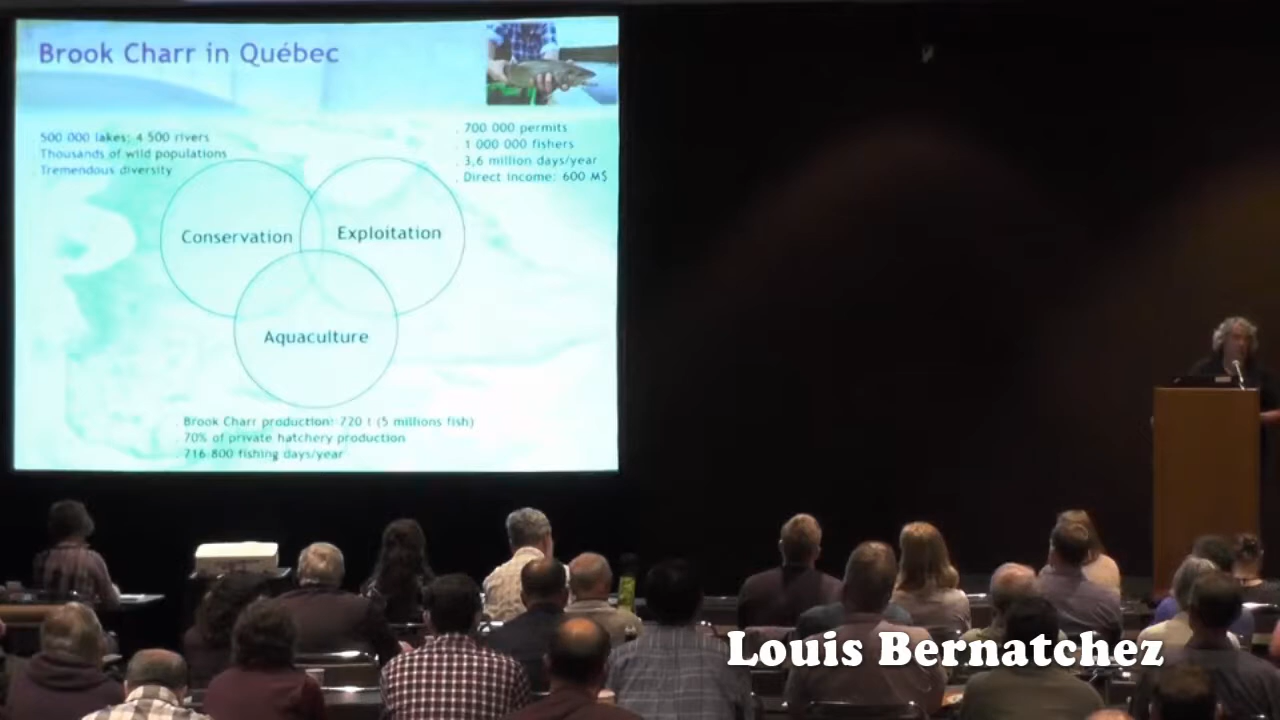 Brook Charr in Québec
. 500 000 lakes; 4 500 rivers
. Thousands of wild populations
. Tremendous diversity
. 700 000 permits
. 1 000 000 fishers
. 3,6 million days/year
. Direct income: 600 M$
Conservation
Exploitation
Aquaculture
. Brook Charr production: 720 t (5 millions fish)
. 70% of private hatchery production
. 716 800 fishing days/year
Louis Bernatchez